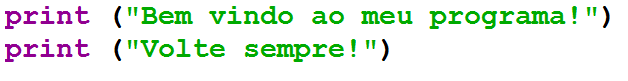 print ("Bem vindo ao meu programa!")
print ("Volte sempre!")